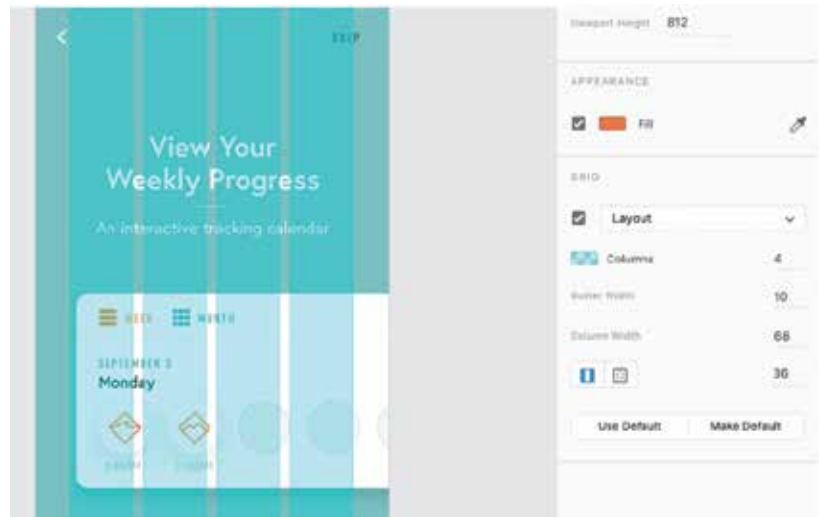 SKIP
View Your
Weekly Progress
An interactive tracking calendar
WEEK MONTH
SEPTEMBER 3
Monday
Viewport Height 812
APPEARANCE
Fill
GRID
Layout
Columns 4
Gutter Width 10
Column Width 68
36
Use Default Make Default